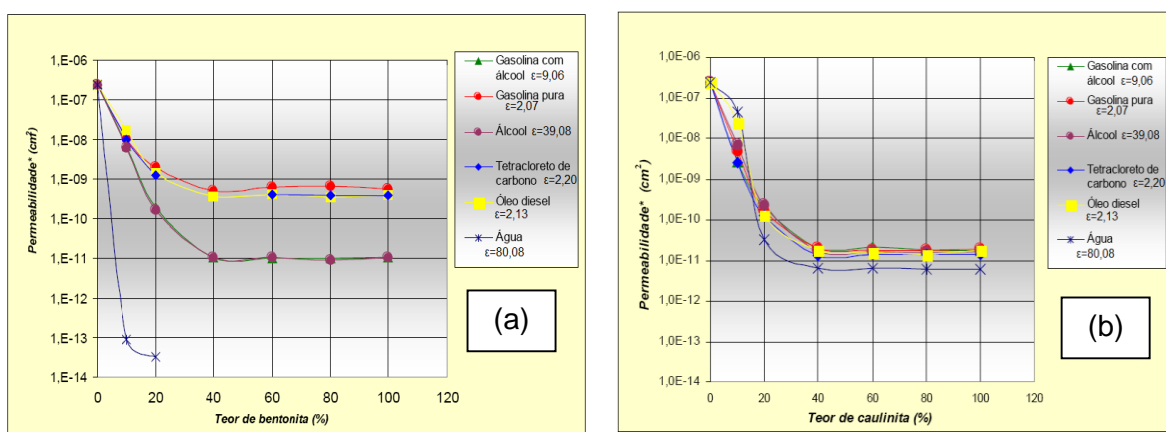 1,E-06
1,E-07
1,E-08
1,E-09
1,E-10
1,E-11
1,E-12
1,E-13
1,E-14
Permeabilidade* (cm²)
0 20 40 60 80 100 120
Teor de bentonita (%)
Gasolina com
álcool ε=9,06
Gasolina pura
ε=2,07
Álcool ε=39,08
Tetracloreto de
carbono ε=2,20
Óleo diesel
ε=2,13
Água
ε=80,08
(a)
1,0E-06
1,0E-07
1,0E-08
1,0E-09
1,0E-10
1,0E-11
1,0E-12
1,0E-13
1,0E-14
Permeabilidade* (cm²)
0 20 40 60 80 100 120
Teor de caulinita (%)
Gasolina com
álcool ε=9,06
Gasolina pura
ε=2,07
Álcool ε=39,08
Tetracloreto de
carbono ε=2,20
Óleo diesel
ε=2,13
Água
ε=80,08
(b)